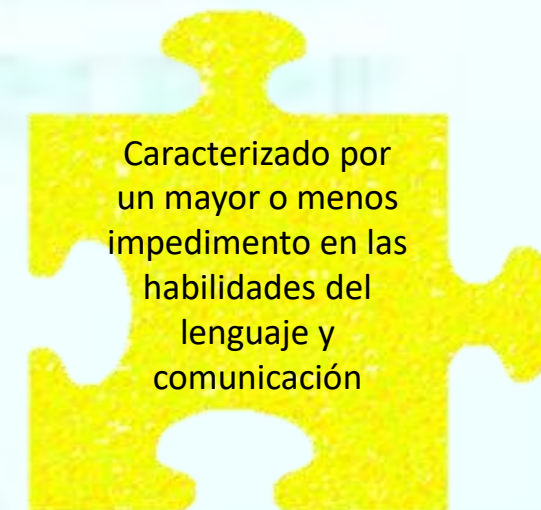 Caracterizado por
un mayor o menos
impedimento en las
habilidades del
lenguaje y
comunicación